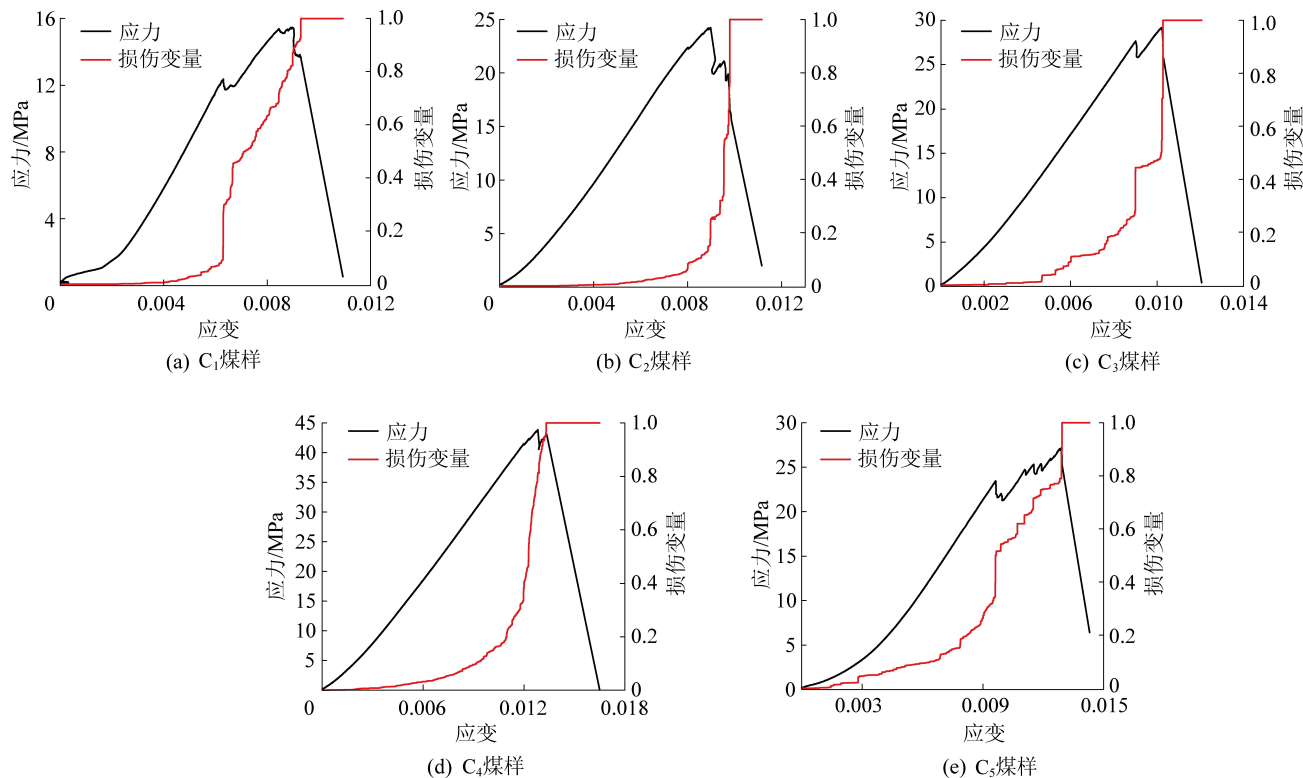 应力
损伤变量
应力/MPa
16
12
8
4
0
0.004
0.008
0.012
1.0
0.8
0.6
0.4
0.2
0
损伤变量
应变
(a) C₁煤样
应力
损伤变量
应力/MPa
25
20
15
10
5
0
0.004
0.008
0.012
1.0
0.8
0.6
0.4
0.2
0
损伤变量
应变
(b) C₂煤样
应力
损伤变量
应力/MPa
30
25
20
15
10
5
0
0.002
0.006
0.010
0.014
1.0
0.8
0.6
0.4
0.2
0
损伤变量
应变
(c) C₃煤样
应力
损伤变量
应力/MPa
45
40
35
30
25
20
15
10
5
0
0.006
0.012
0.018
1.0
0.8
0.6
0.4
0.2
0
损伤变量
应变
(d) C₄煤样
应力
损伤变量
应力/MPa
30
25
20
15
10
5
0
0.003
0.009
0.015
1.0
0.8
0.6
0.4
0.2
0
损伤变量
应变
(e) C₅煤样